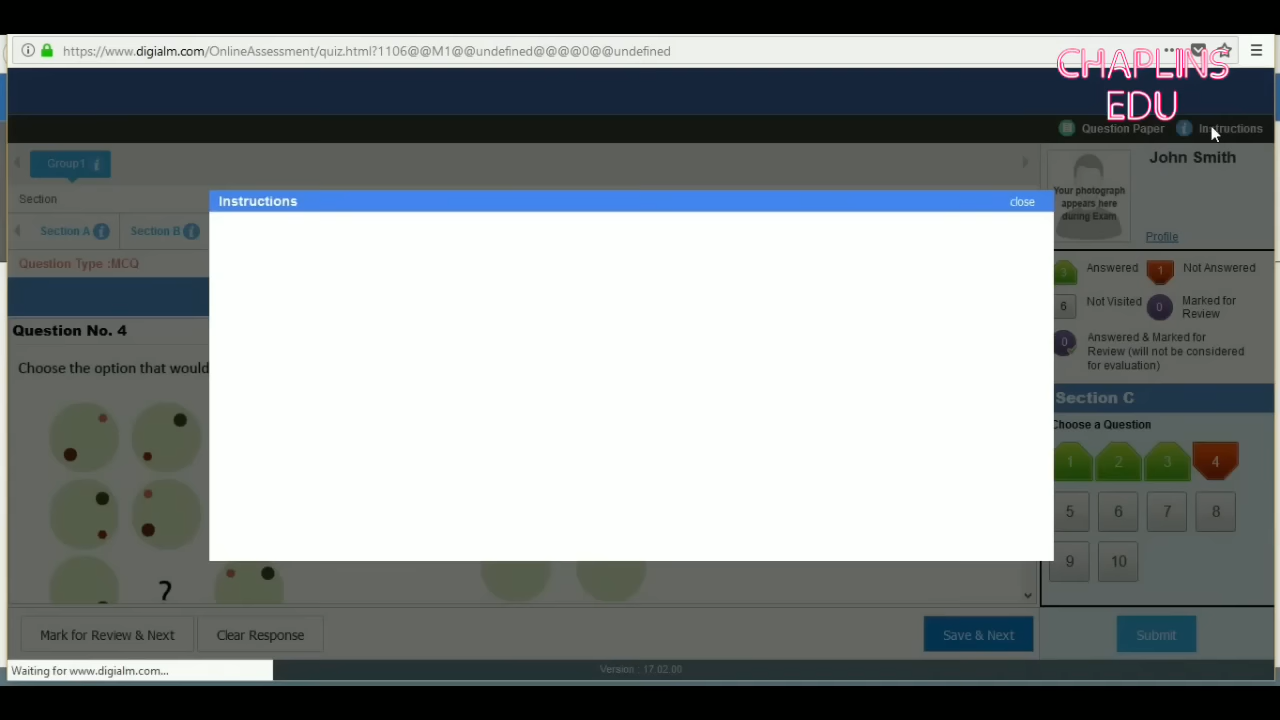 https://www.digialm.com/OnlineAssessment/quiz.html?1106@@M1@@undefined@@@@0@@undefined
CHAPLINS
EDU
Question Paper
Instructions
Group1
John Smith
Your photograph
appears here
during Exam
Profile
Section
Section A
Section B
Question Type :MCQ
Instructions
close
Answered
1
Not Answered
6
Not Visited
0
Marked for
Review
0
Answered & Marked for
Review (will not be considered
for evaluation)
Question No. 4
Choose the option that would
?
Section C
Choose a Question
1
2
3
4
5
6
7
8
9
10
Mark for Review & Next
Clear Response
Save & Next
Submit
Waiting for www.digialm.com...
Version : 17.02.00